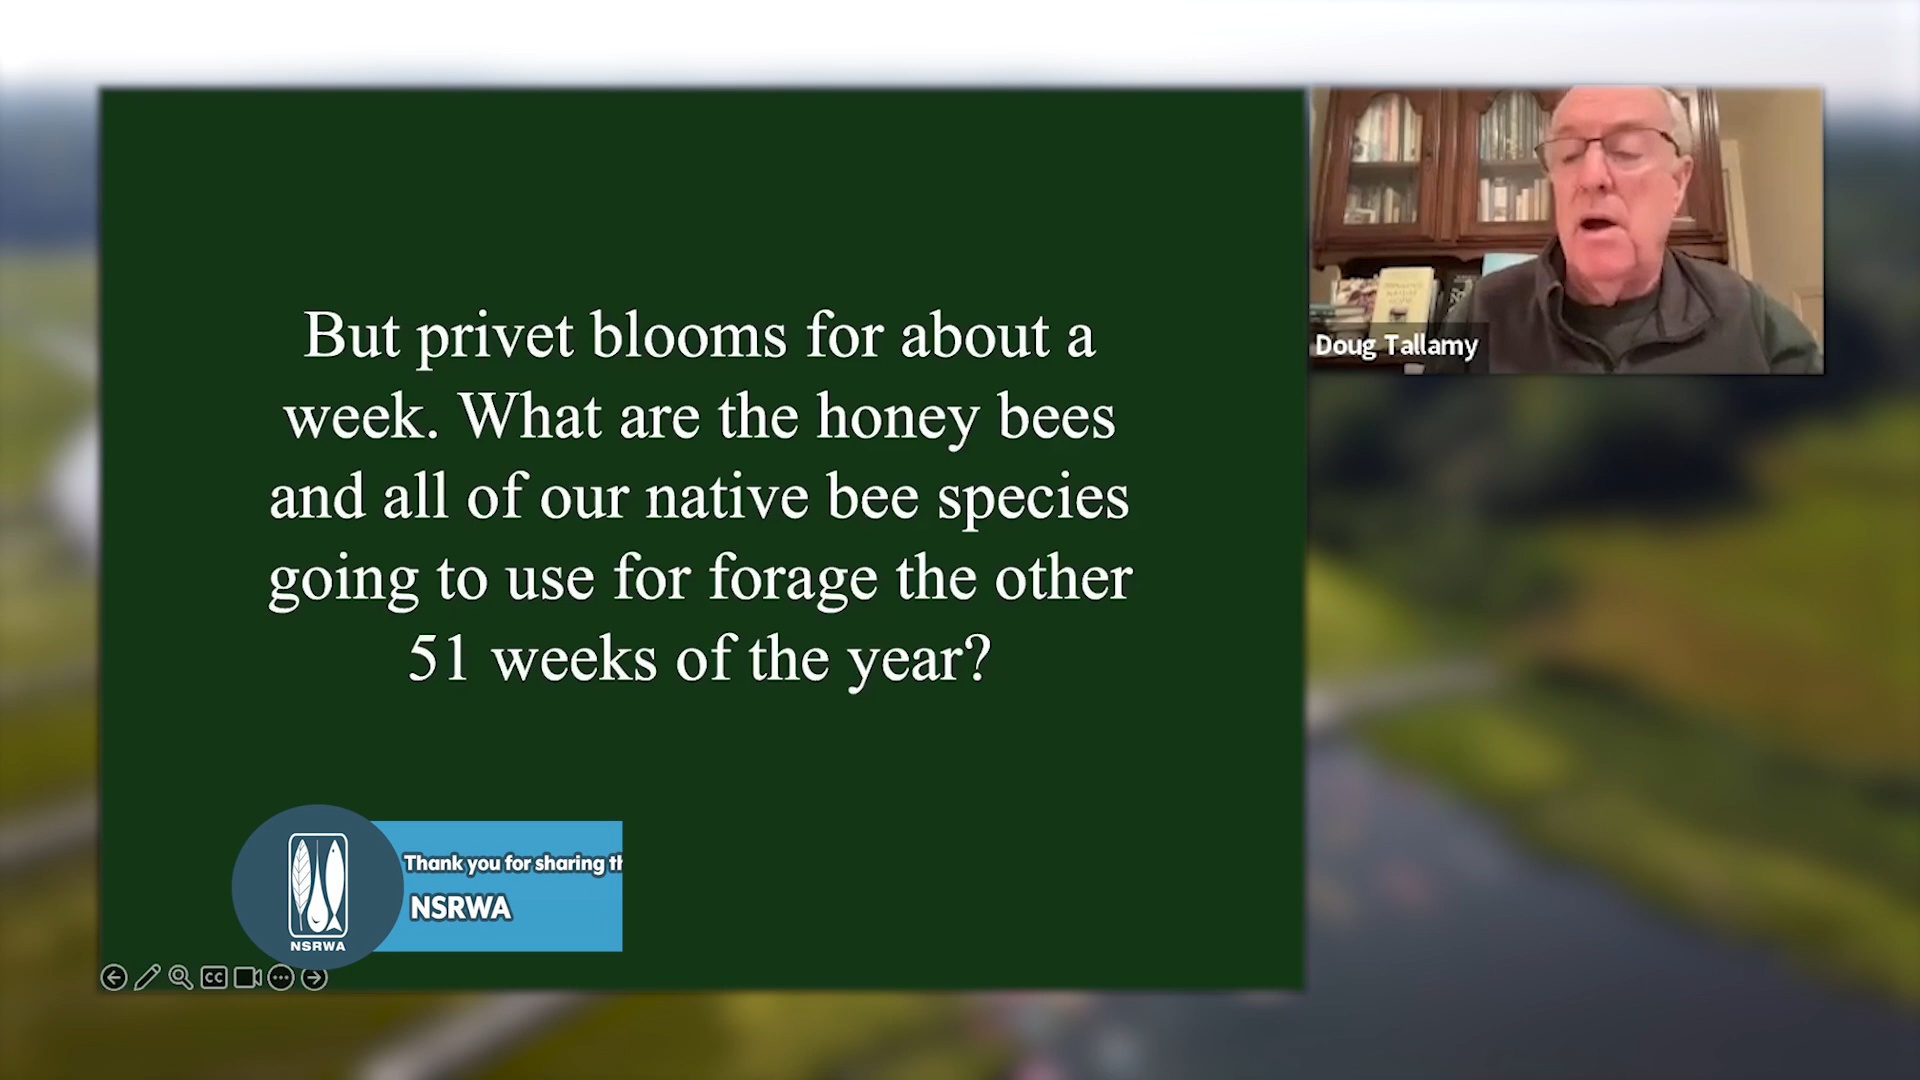 But privet blooms for about a
week. What are the honey bees
and all of our native bee species
going to use for forage the other
51 weeks of the year?
Doug Tallamy
Thank you for sharing th
NSRWA
NSRWA
CC